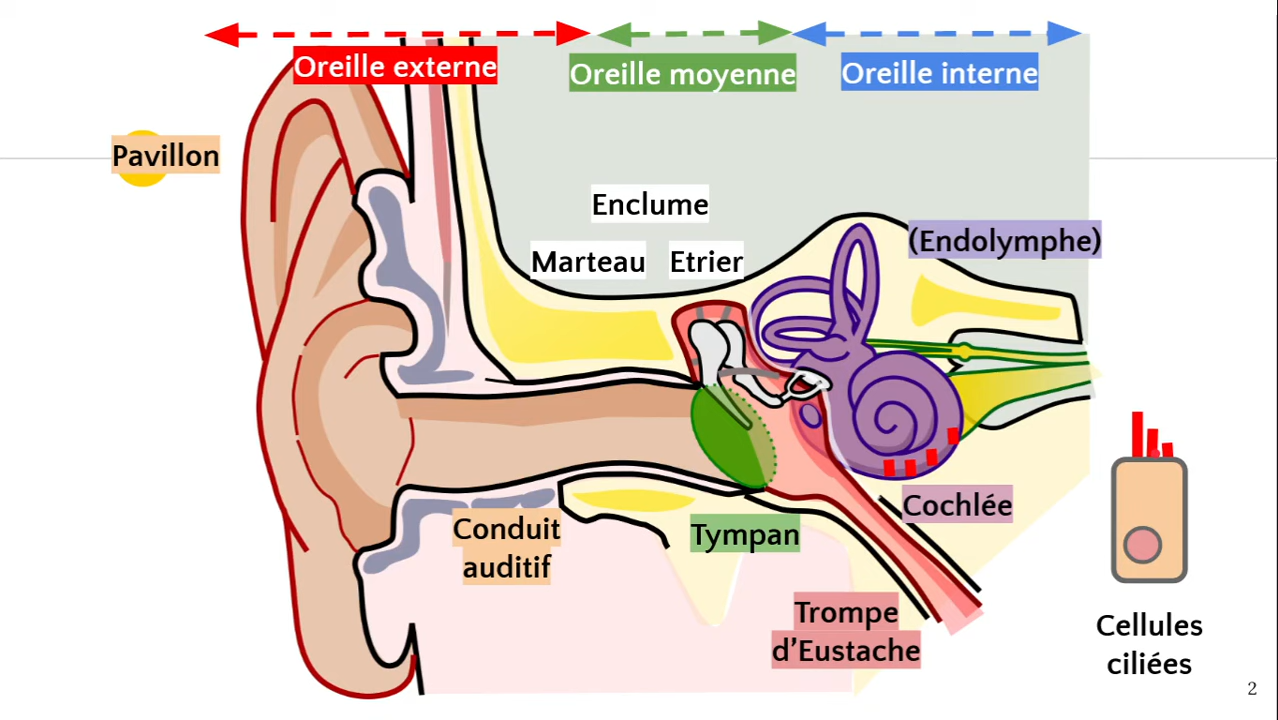 Oreille externe
Oreille moyenne
Oreille interne
Pavillon
Enclume
(Endolymphe)
Marteau
Etrier
Cochlée
Conduit
auditif
Tympan
Trompe
d’Eustache
Cellules
ciliées
2